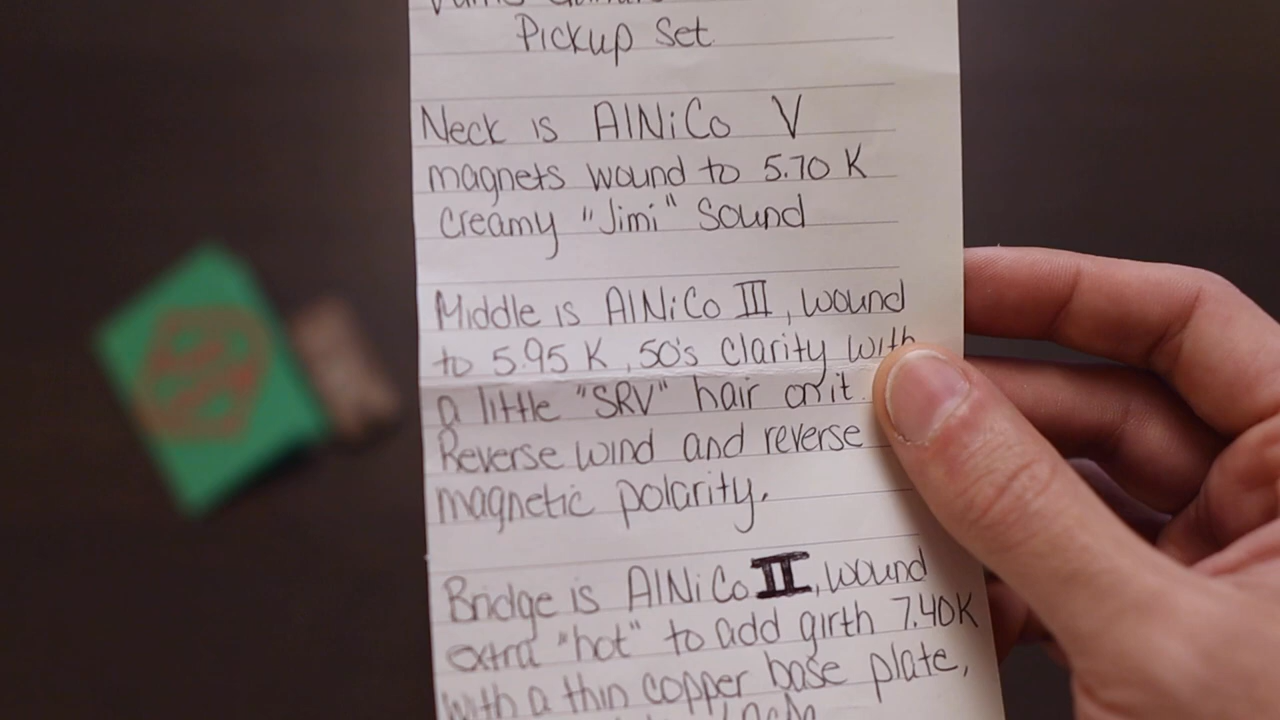 Pickup Set
Neck is AlNiCo V
magnets wound to 5.70 K
Creamy "Jimi" Sound
Middle is AlNiCo III, wound
to 5.95 K, 50's clarity with
a little "SRV" hair on it.
Reverse wind and reverse
magnetic polarity.
Bridge is AlNiCo II, wound
extra "hot" to add girth 7.40K
with a thin copper base plate,